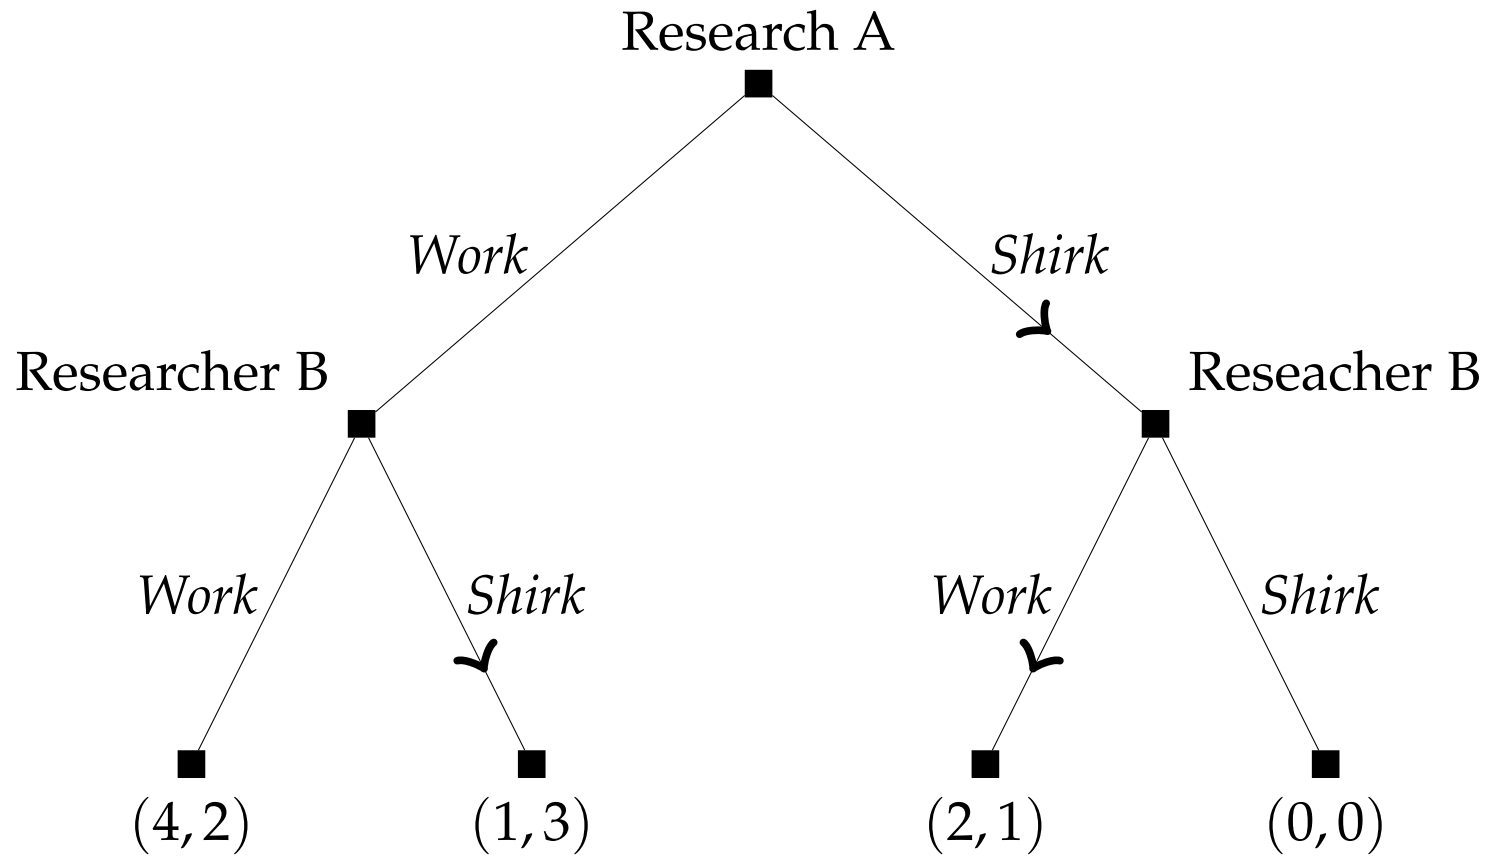 Research A
Work
Shirk
Researcher B
Reseacher B
Work
Shirk
Work
Shirk
(4, 2)
(1, 3)
(2, 1)
(0, 0)